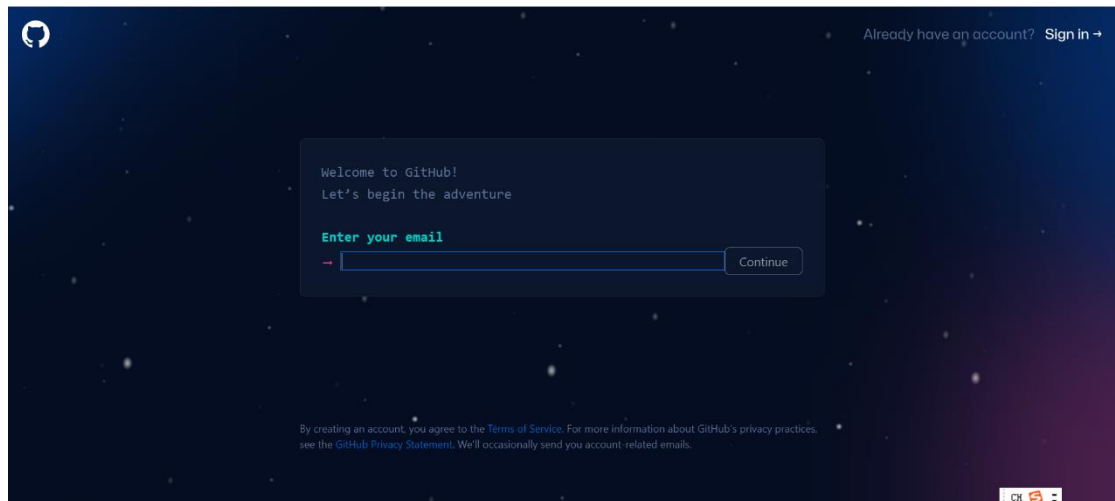 Already have an account? Sign in →
Welcome to GitHub!
Let's begin the adventure
Enter your email
→ Continue
By creating an account, you agree to the Terms of Service. For more information about GitHub's privacy practices,
see the GitHub Privacy Statement. We'll occasionally send you account-related emails.
CH